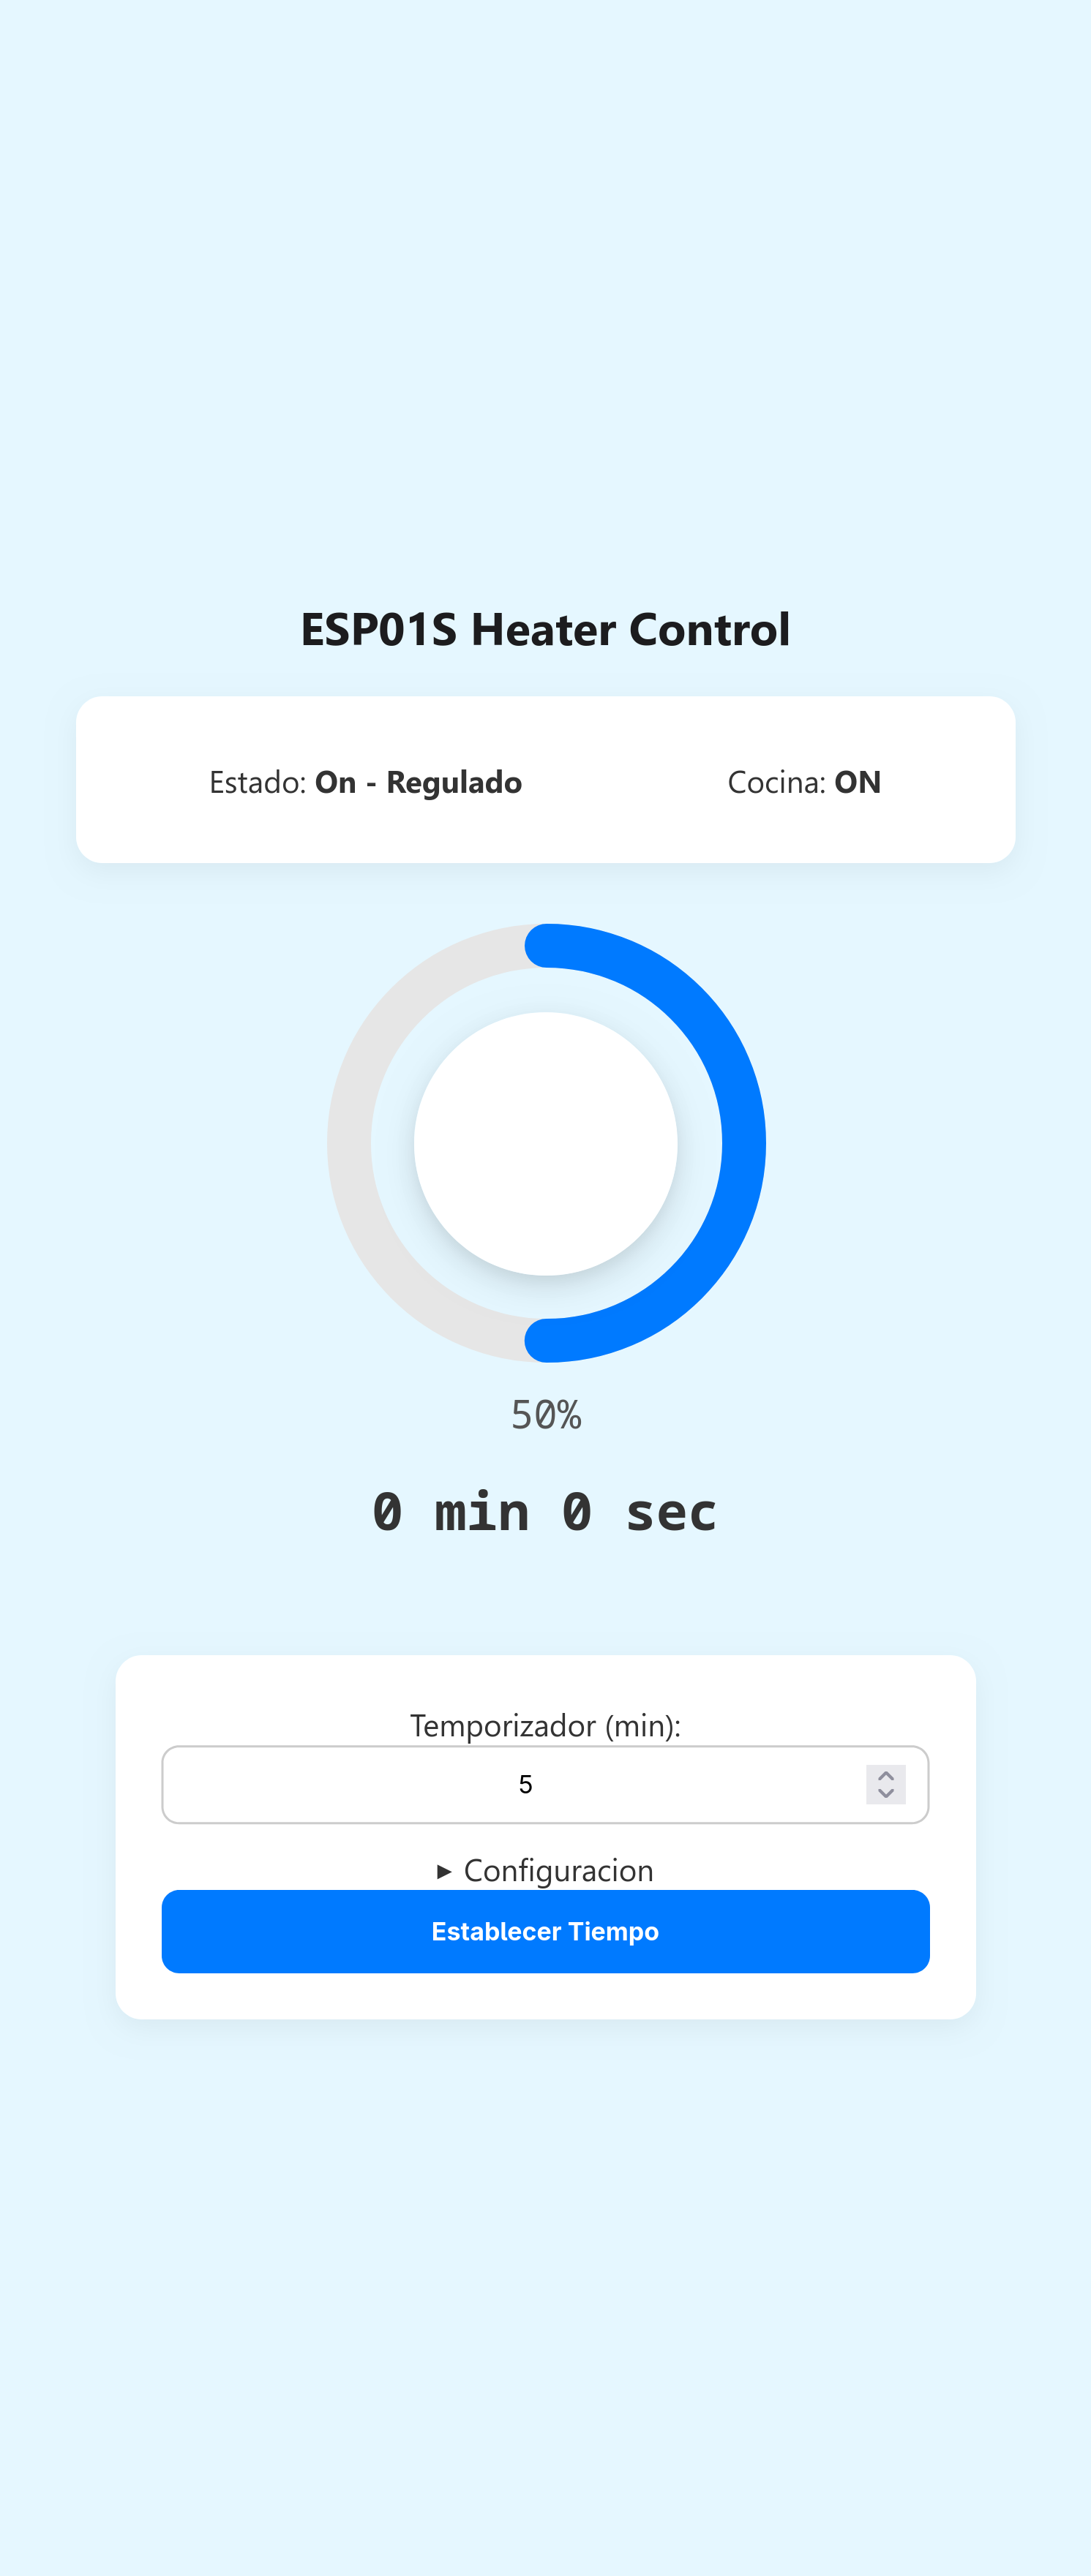 ESP01S Heater Control
Estado: On - Regulado Cocina: ON
50%
0 min 0 sec
Temporizador (min):
5
▸ Configuracion
Establecer Tiempo